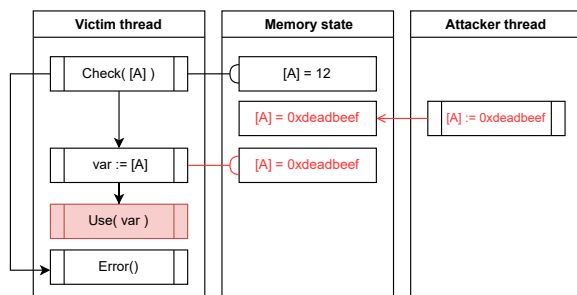 Victim thread
Memory state
Attacker thread
Check( [A] )
[A] = 12
[A] = 0xdeadbeef
[A] := 0xdeadbeef
var := [A]
[A] = 0xdeadbeef
Use( var )
Error()